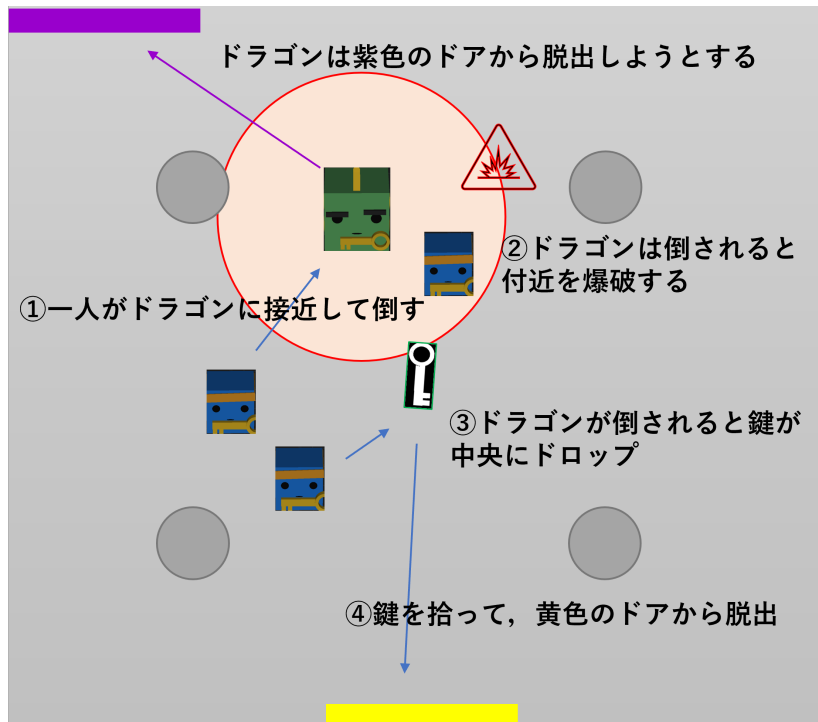 ドラゴンは紫色のドアから脱出しようとする
②ドラゴンは倒されると
付近を爆破する
①一人がドラゴンに接近して倒す
③ドラゴンが倒されると鍵が
中央にドロップ
④鍵を拾って，黄色のドアから脱出